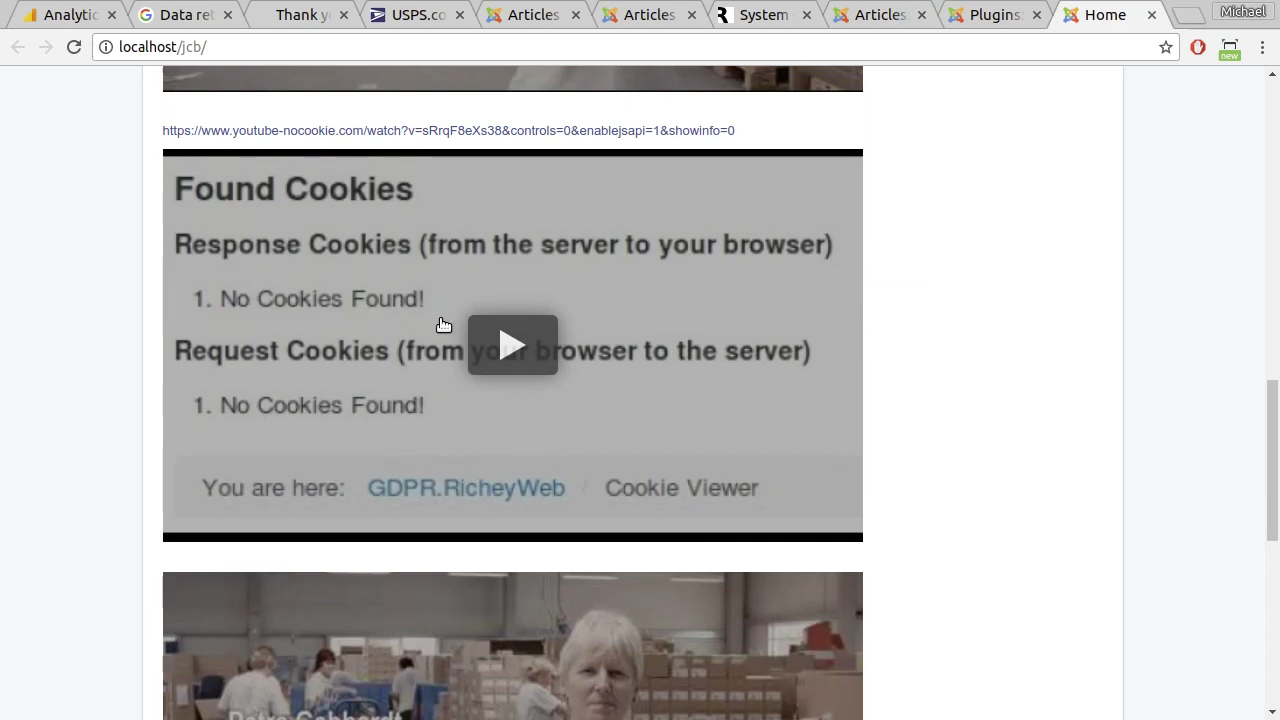 Analytic
Data ret
Thank y
USPS.co
Articles
Articles
System
Articles
Plugins
Home
Michael
localhost/jcb/
new
https://www.youtube-nocookie.com/watch?v=sRrqF8eXs38&controls=0&enablejsapi=1&showinfo=0
Found Cookies
Response Cookies (from the server to your browser)
1. No Cookies Found!
Request Cookies (from your browser to the server)
1. No Cookies Found!
You are here: GDPR.RicheyWeb / Cookie Viewer